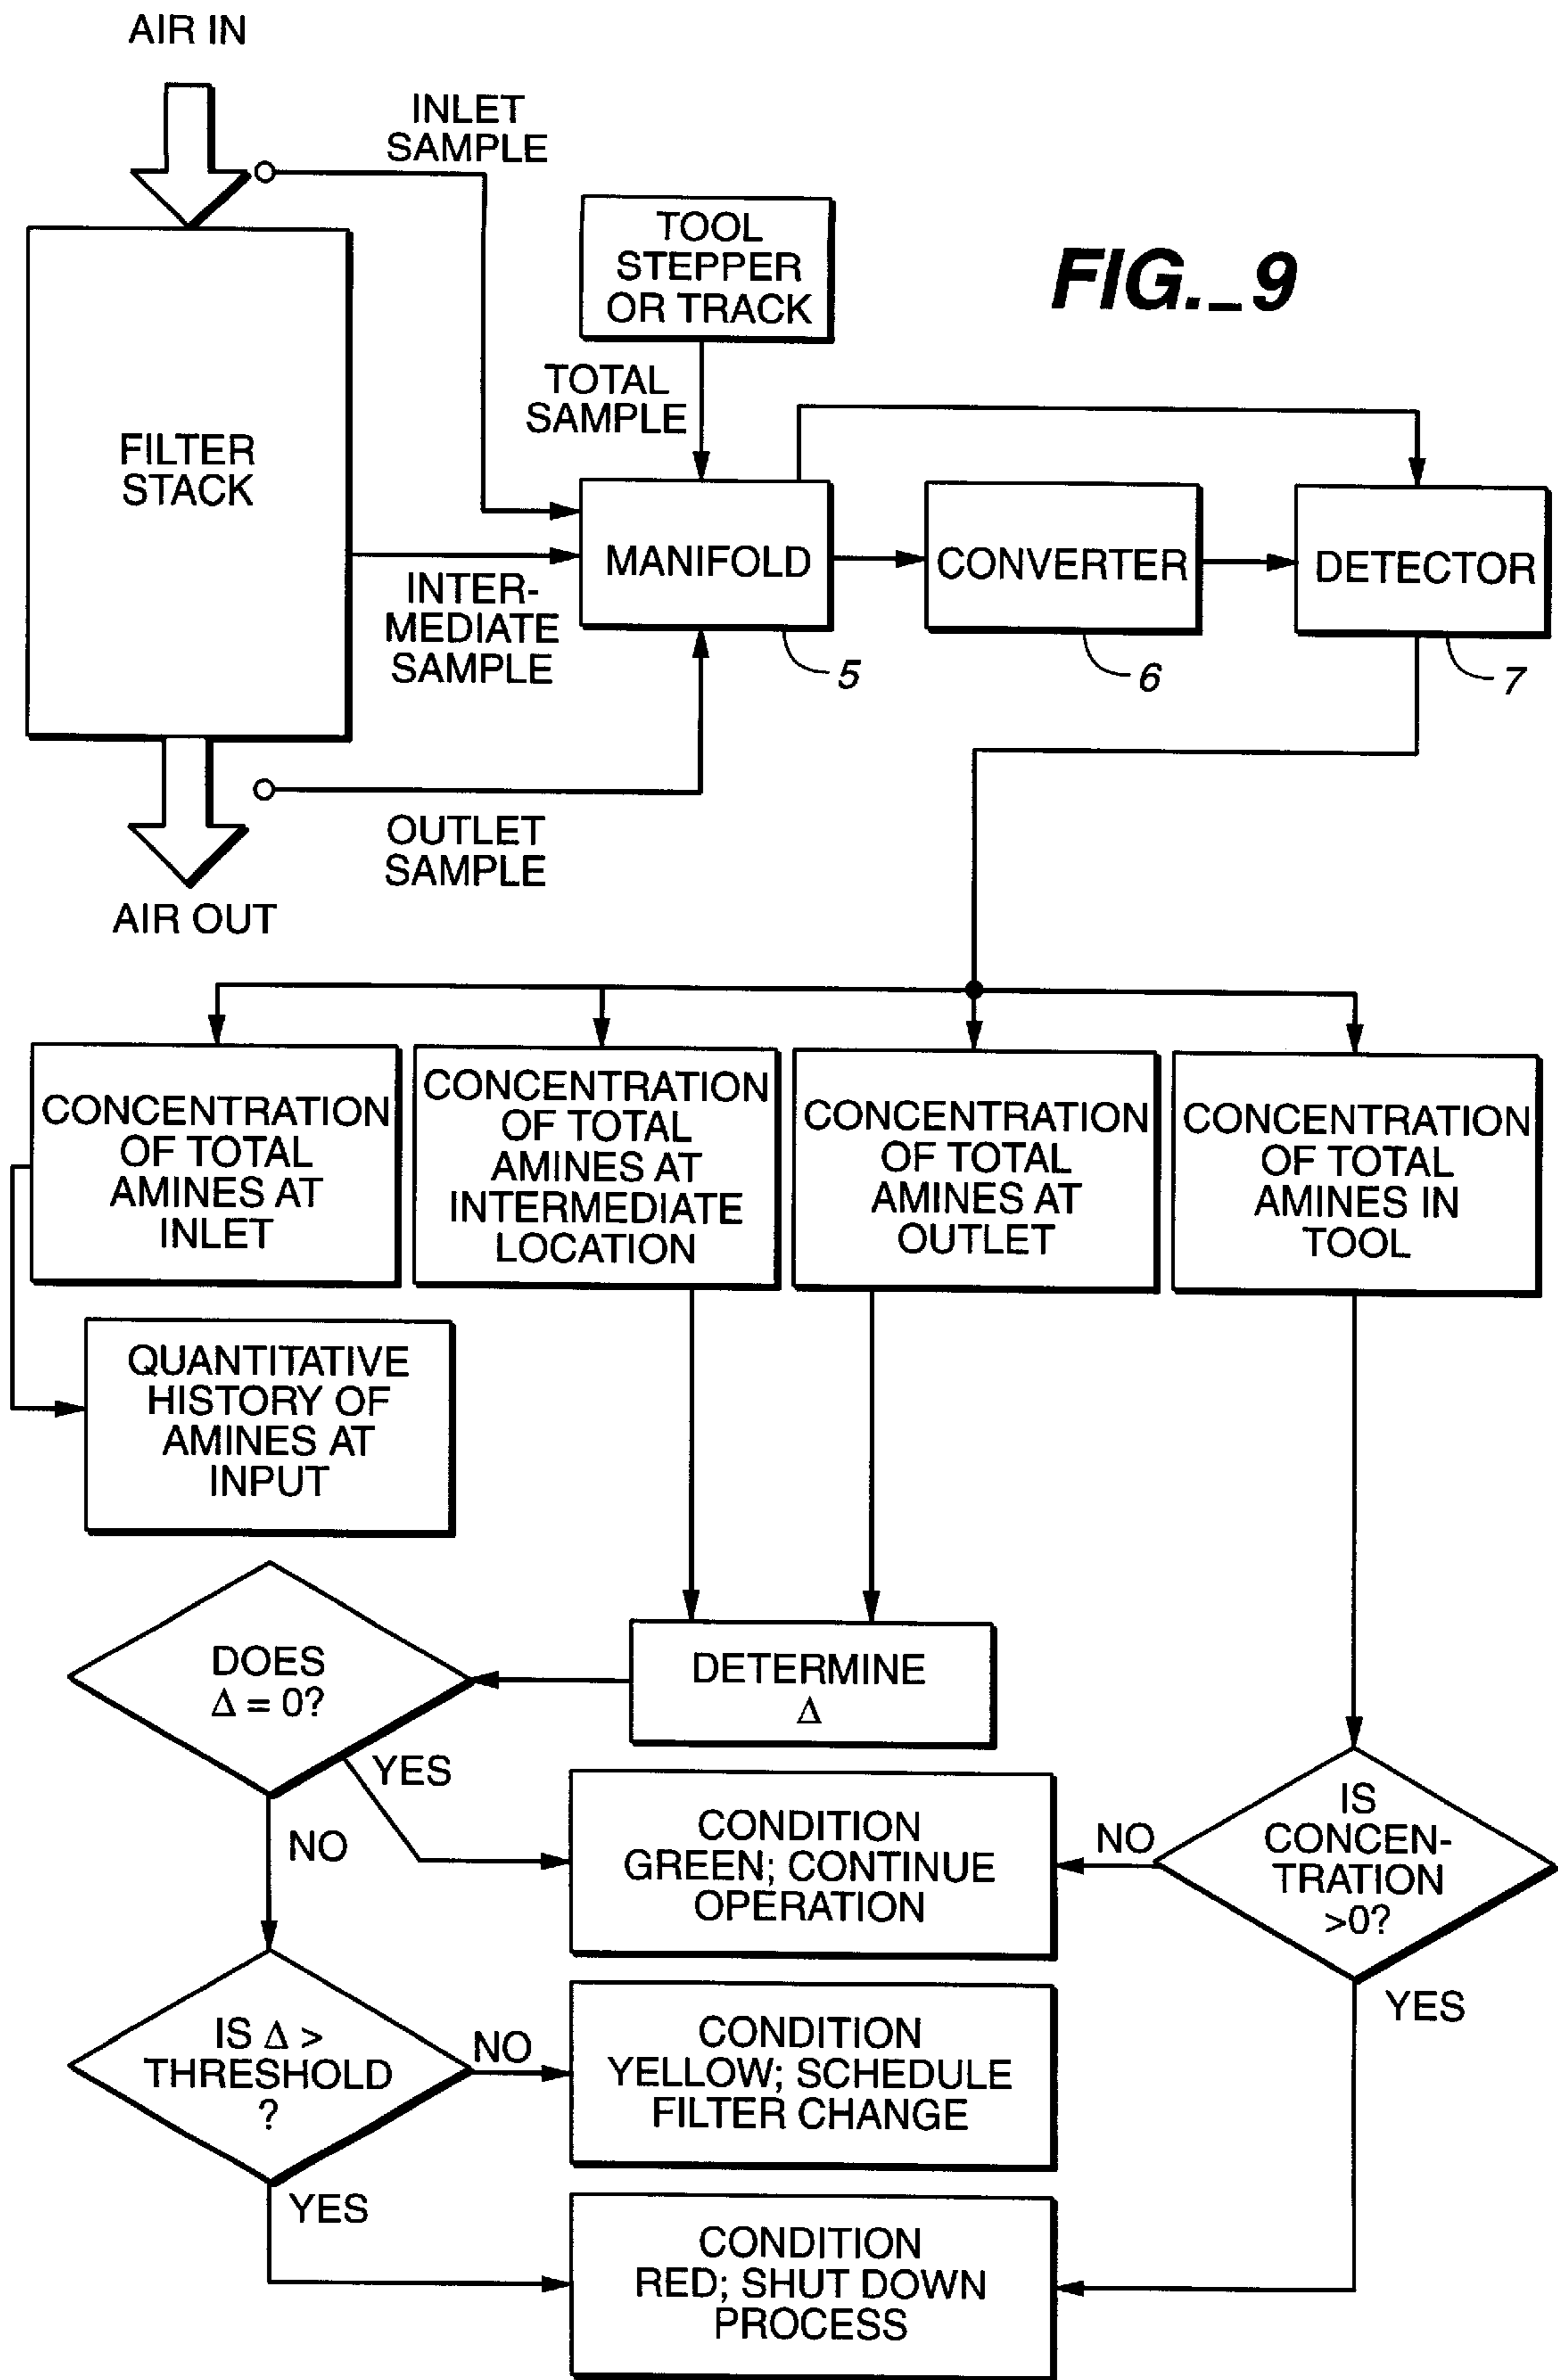 AIR IN
INLET
SAMPLE
TOOL
STEPPER
OR TRACK
FIG._9
TOTAL
SAMPLE
FILTER
STACK
MANIFOLD
CONVERTER
DETECTOR
INTER-
MEDIATE
SAMPLE
5
6
7
OUTLET
SAMPLE
AIR OUT
CONCENTRATION
OF TOTAL
AMINES AT
INLET
CONCENTRATION
OF TOTAL
AMINES AT
INTERMEDIATE
LOCATION
CONCENTRATION
OF TOTAL
AMINES AT
OUTLET
CONCENTRATION
OF TOTAL
AMINES IN
TOOL
QUANTITATIVE
HISTORY OF
AMINES AT
INPUT
DOES
Δ = 0?
DETERMINE
Δ
YES
NO
CONDITION
GREEN; CONTINUE
OPERATION
NO
IS
CONCEN-
TRATION
>0?
YES
IS Δ >
THRESHOLD
?
NO
CONDITION
YELLOW; SCHEDULE
FILTER CHANGE
YES
CONDITION
RED; SHUT DOWN
PROCESS